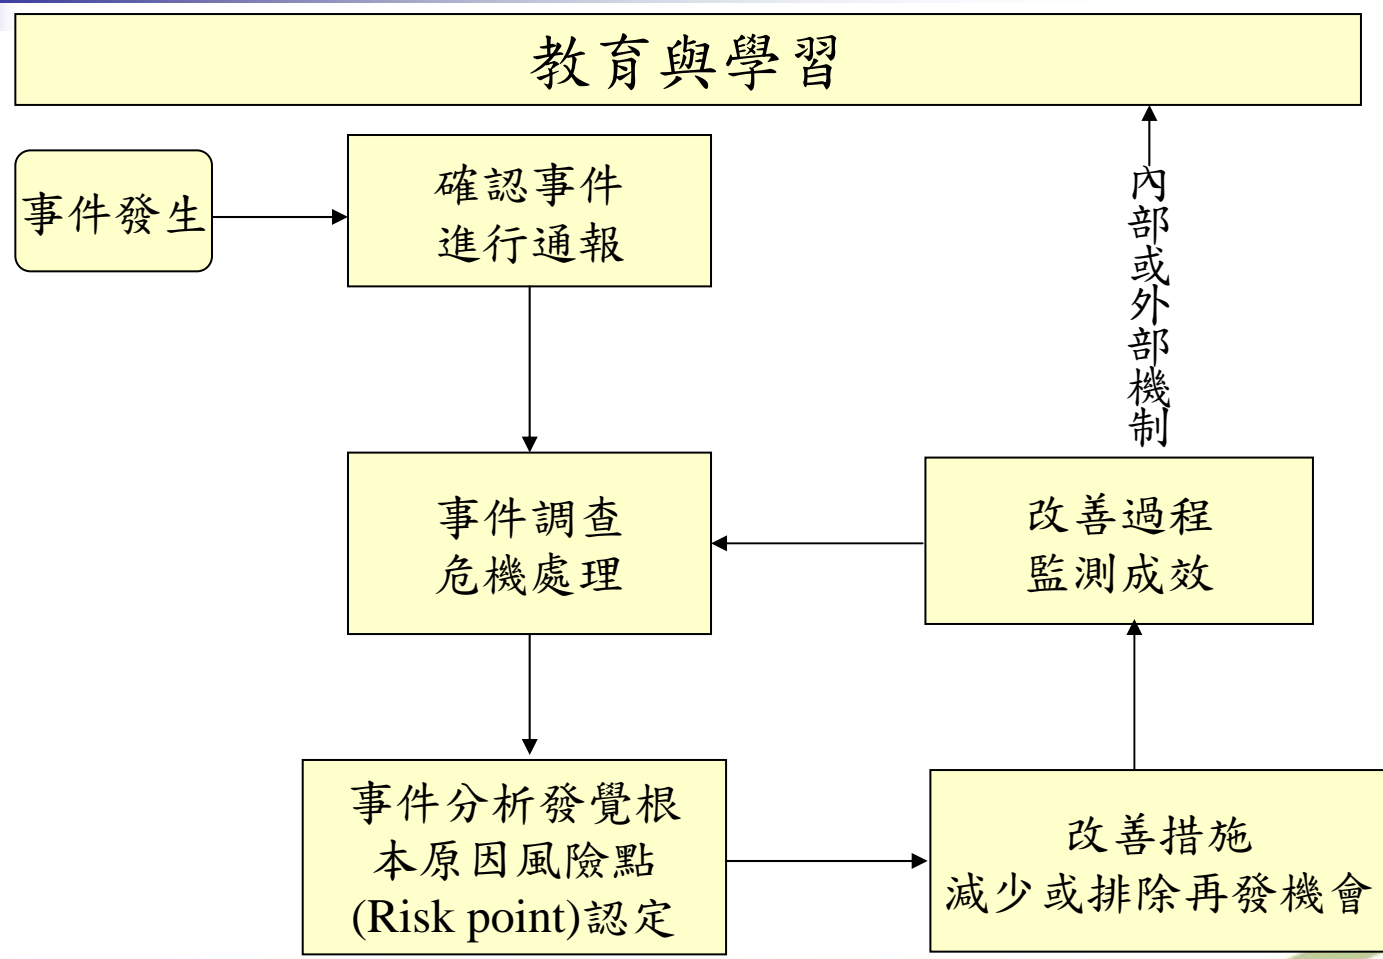 教育與學習
事件發生
確認事件
進行通報
內部或外部機制
事件調查
危機處理
改善過程
監測成效
事件分析發覺根
本原因風險點
(Risk point)認定
改善措施
減少或排除再發機會